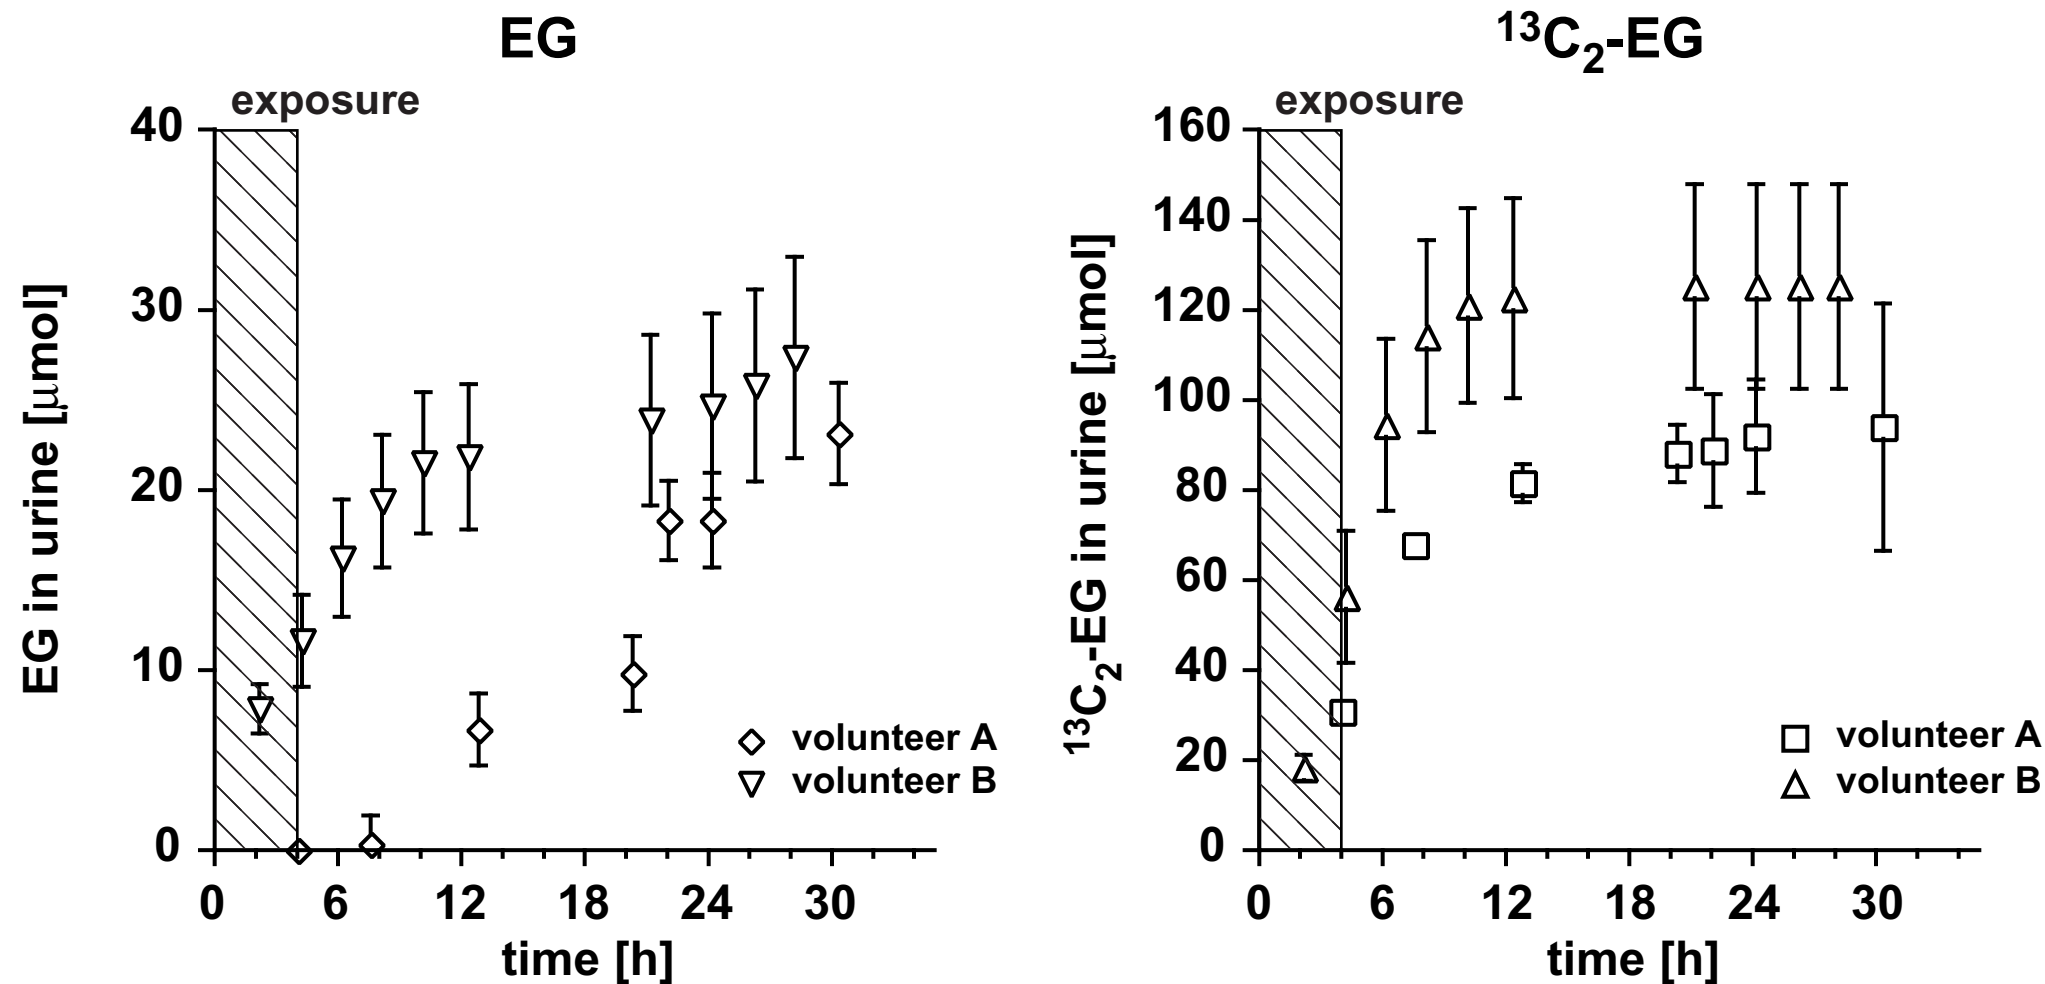 EG
exposure
40
30
20
10
0
0 6 12 18 24 30
EG in urine [μmol]
time [h]
volunteer A
volunteer B
¹³C₂-EG
exposure
160
140
120
100
80
60
40
20
0
0 6 12 18 24 30
¹³C₂-EG in urine [μmol]
time [h]
volunteer A
volunteer B